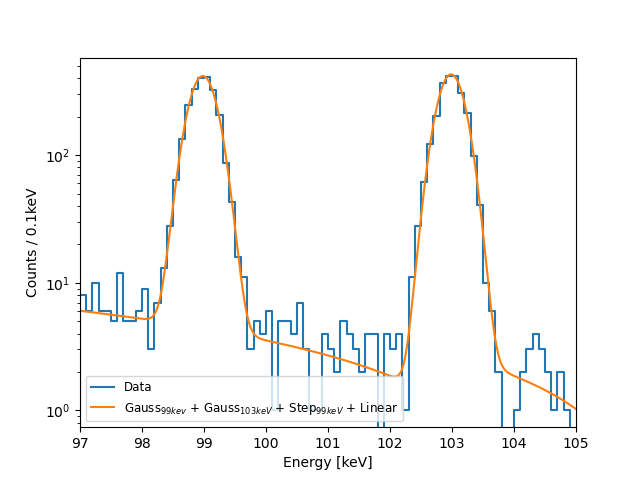 Counts / 0.1keV
10²
10¹
10⁰
Data
Gauss99kev + Gauss103keV + Step99keV + Linear
97 98 99 100 101 102 103 104 105
Energy [keV]